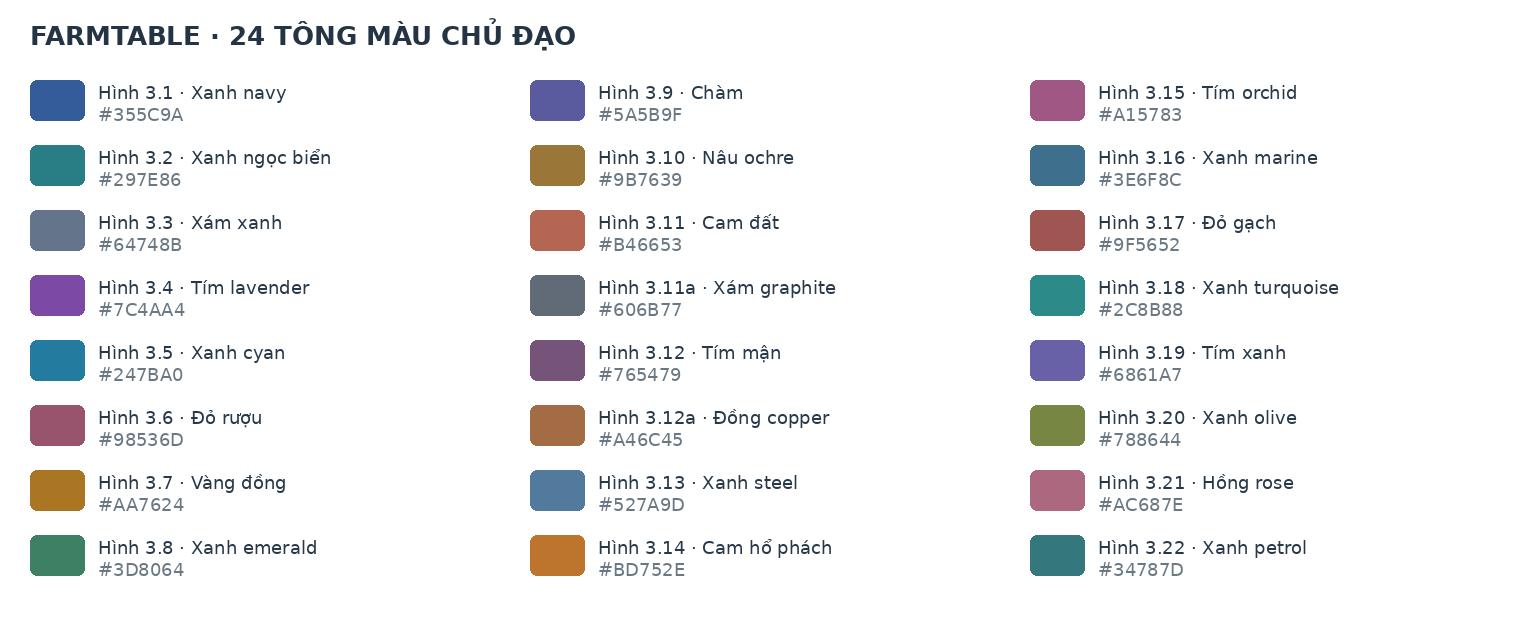 FARMTABLE · 24 TÔNG MÀU CHỦ ĐẠO
Hình 3.1 · Xanh navy
#355C9A
Hình 3.2 · Xanh ngọc biển
#297E86
Hình 3.3 · Xám xanh
#64748B
Hình 3.4 · Tím lavender
#7C4AA4
Hình 3.5 · Xanh cyan
#247BA0
Hình 3.6 · Đỏ rượu
#98536D
Hình 3.7 · Vàng đồng
#AA7624
Hình 3.8 · Xanh emerald
#3D8064
Hình 3.9 · Chàm
#5A5B9F
Hình 3.10 · Nâu ochre
#9B7639
Hình 3.11 · Cam đất
#B46653
Hình 3.11a · Xám graphite
#606B77
Hình 3.12 · Tím mận
#765479
Hình 3.12a · Đồng copper
#A46C45
Hình 3.13 · Xanh steel
#527A9D
Hình 3.14 · Cam hổ phách
#BD752E
Hình 3.15 · Tím orchid
#A15783
Hình 3.16 · Xanh marine
#3E6F8C
Hình 3.17 · Đỏ gạch
#9F5652
Hình 3.18 · Xanh turquoise
#2C8B88
Hình 3.19 · Tím xanh
#6861A7
Hình 3.20 · Xanh olive
#788644
Hình 3.21 · Hồng rose
#AC687E
Hình 3.22 · Xanh petrol
#34787D